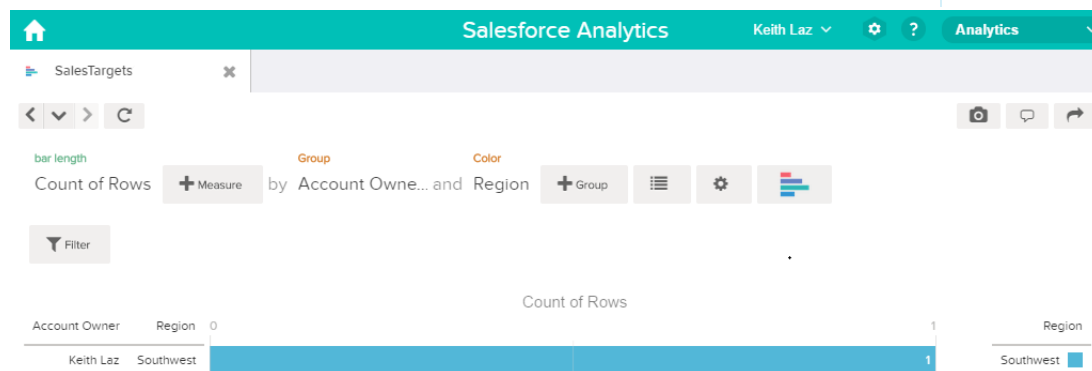 Salesforce Analytics Keith Laz ? Analytics
SalesTargets
bar length Group Color
Count of Rows + Measure by Account Owne... and Region + Group
Filter
Count of Rows
Account Owner Region 0 1 Region
Keith Laz Southwest 1 Southwest